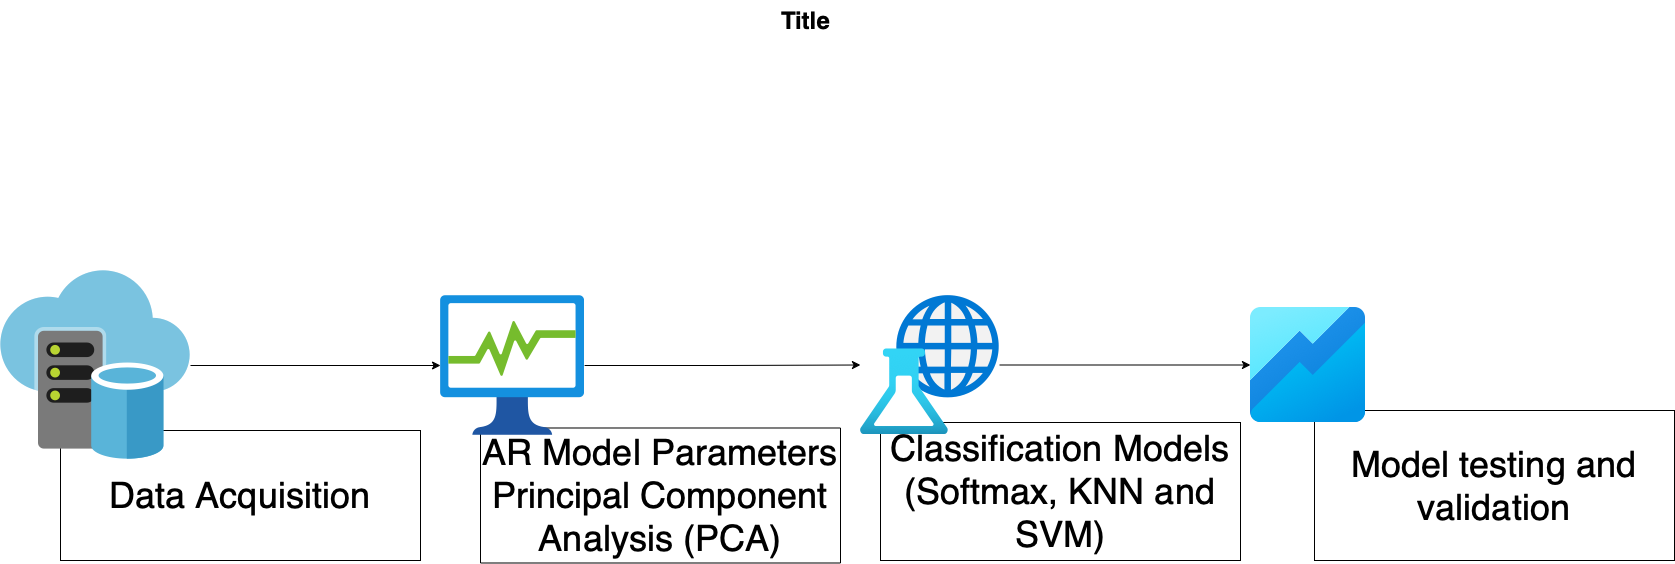 Title
Data Acquisition
AR Model Parameters
Principal Component
Analysis (PCA)
Classification Models
(Softmax, KNN and
SVM)
Model testing and
validation